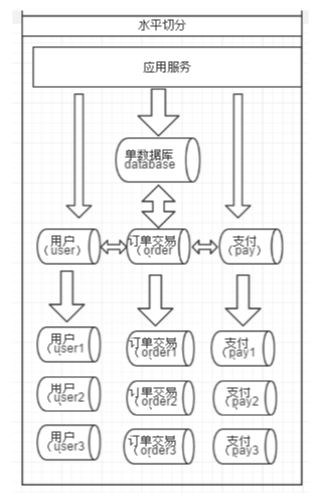 水平切分
应用服务
单数据库
database
用户
（user）
订单交易
（order
支付
（pay）
用户
（user1
订单交易
（order1
支付
（pay1
用户
（user2
订单交易
（order2
支付
（pay2
用户
（user3
订单交易
（order3
支付
（pay3